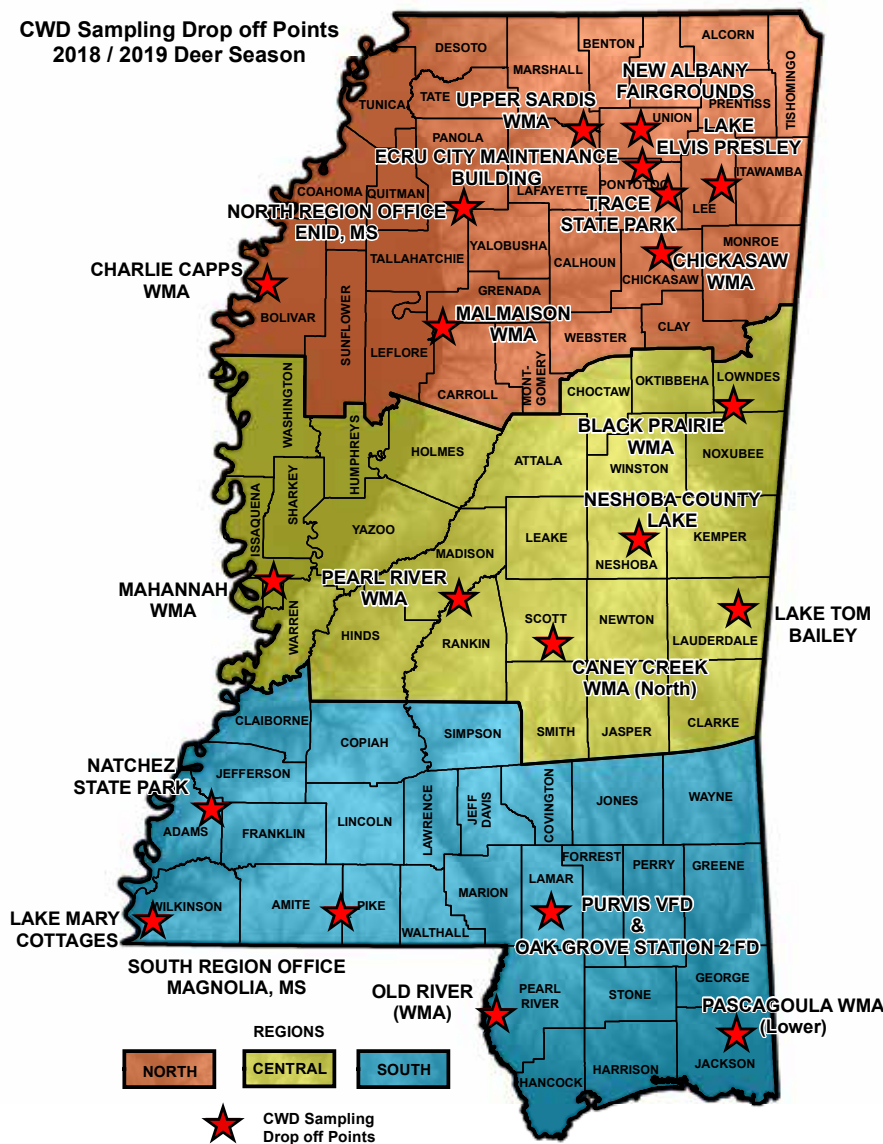 CWD Sampling Drop off Points
2018 / 2019 Deer Season
DESOTO
BENTON
ALCORN
TISHOMINGO
MARSHALL
NEW ALBANY
FAIRGROUNDS
TUNICA
TATE
UPPER SARDIS
WMA
PRENTISS
UNION
LAKE
ELVIS PRESLEY
PANOLA
ECRU CITY MAINTENANCE
BUILDING
LAFAYETTE
PONTOTOC
ITAWAMBA
COAHOMA
QUITMAN
TRACE
STATE PARK
LEE
NORTH REGION OFFICE
ENID, MS
YALOBUSHA
MONROE
TALLAHATCHIE
CALHOUN
CHICKASAW
CHICKASAW
WMA
CHARLIE CAPPS
WMA
GRENADA
BOLIVAR
SUNFLOWER
MALMAISON
WMA
CLAY
WEBSTER
LEFLORE
CARROLL
MONT-
GOMERY
WASHINGTON
CHOCTAW
OKTIBBEHA
LOWNDES
HUMPHREYS
HOLMES
BLACK PRAIRIE
WMA
NOXUBEE
ATTALA
WINSTON
ISSAQUENA
SHARKEY
NESHOBA COUNTY
LAKE
YAZOO
LEAKE
KEMPER
MADISON
NESHOBA
MAHANNAH
WMA
PEARL RIVER
WMA
WARREN
HINDS
RANKIN
SCOTT
NEWTON
LAUDERDALE
LAKE TOM
BAILEY
CANEY CREEK
WMA (North)
CLAIBORNE
COPIAH
SIMPSON
SMITH
JASPER
CLARKE
NATCHEZ
STATE PARK
JEFFERSON
LAWRENCE
JEFF
DAVIS
COVINGTON
JONES
WAYNE
ADAMS
FRANKLIN
LINCOLN
FORREST
PERRY
GREENE
MARION
LAMAR
WILKINSON
AMITE
PIKE
WALTHALL
PURVIS VFD
&
OAK GROVE STATION 2 FD
LAKE MARY
COTTAGES
SOUTH REGION OFFICE
MAGNOLIA, MS
GEORGE
OLD RIVER
(WMA)
PEARL
RIVER
STONE
PASCAGOULA WMA
(Lower)
JACKSON
HARRISON
HANCOCK
REGIONS
NORTH
CENTRAL
SOUTH
CWD Sampling
Drop off Points